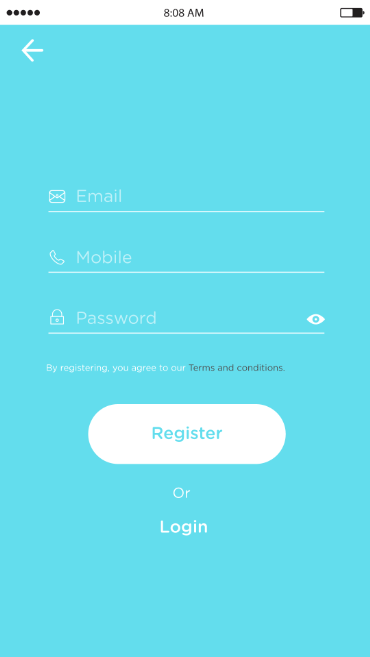 8:08 AM
Email
Mobile
Password
By registering, you agree to our Terms and conditions.
Register
Or
Login